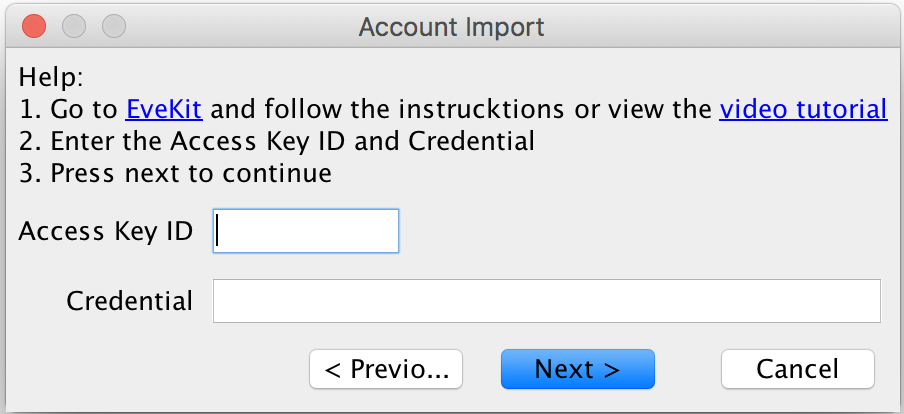 Account Import
Help:
1. Go to EveKit and follow the instrucktions or view the video tutorial
2. Enter the Access Key ID and Credential
3. Press next to continue
Access Key ID
Credential
< Previo...
Next >
Cancel